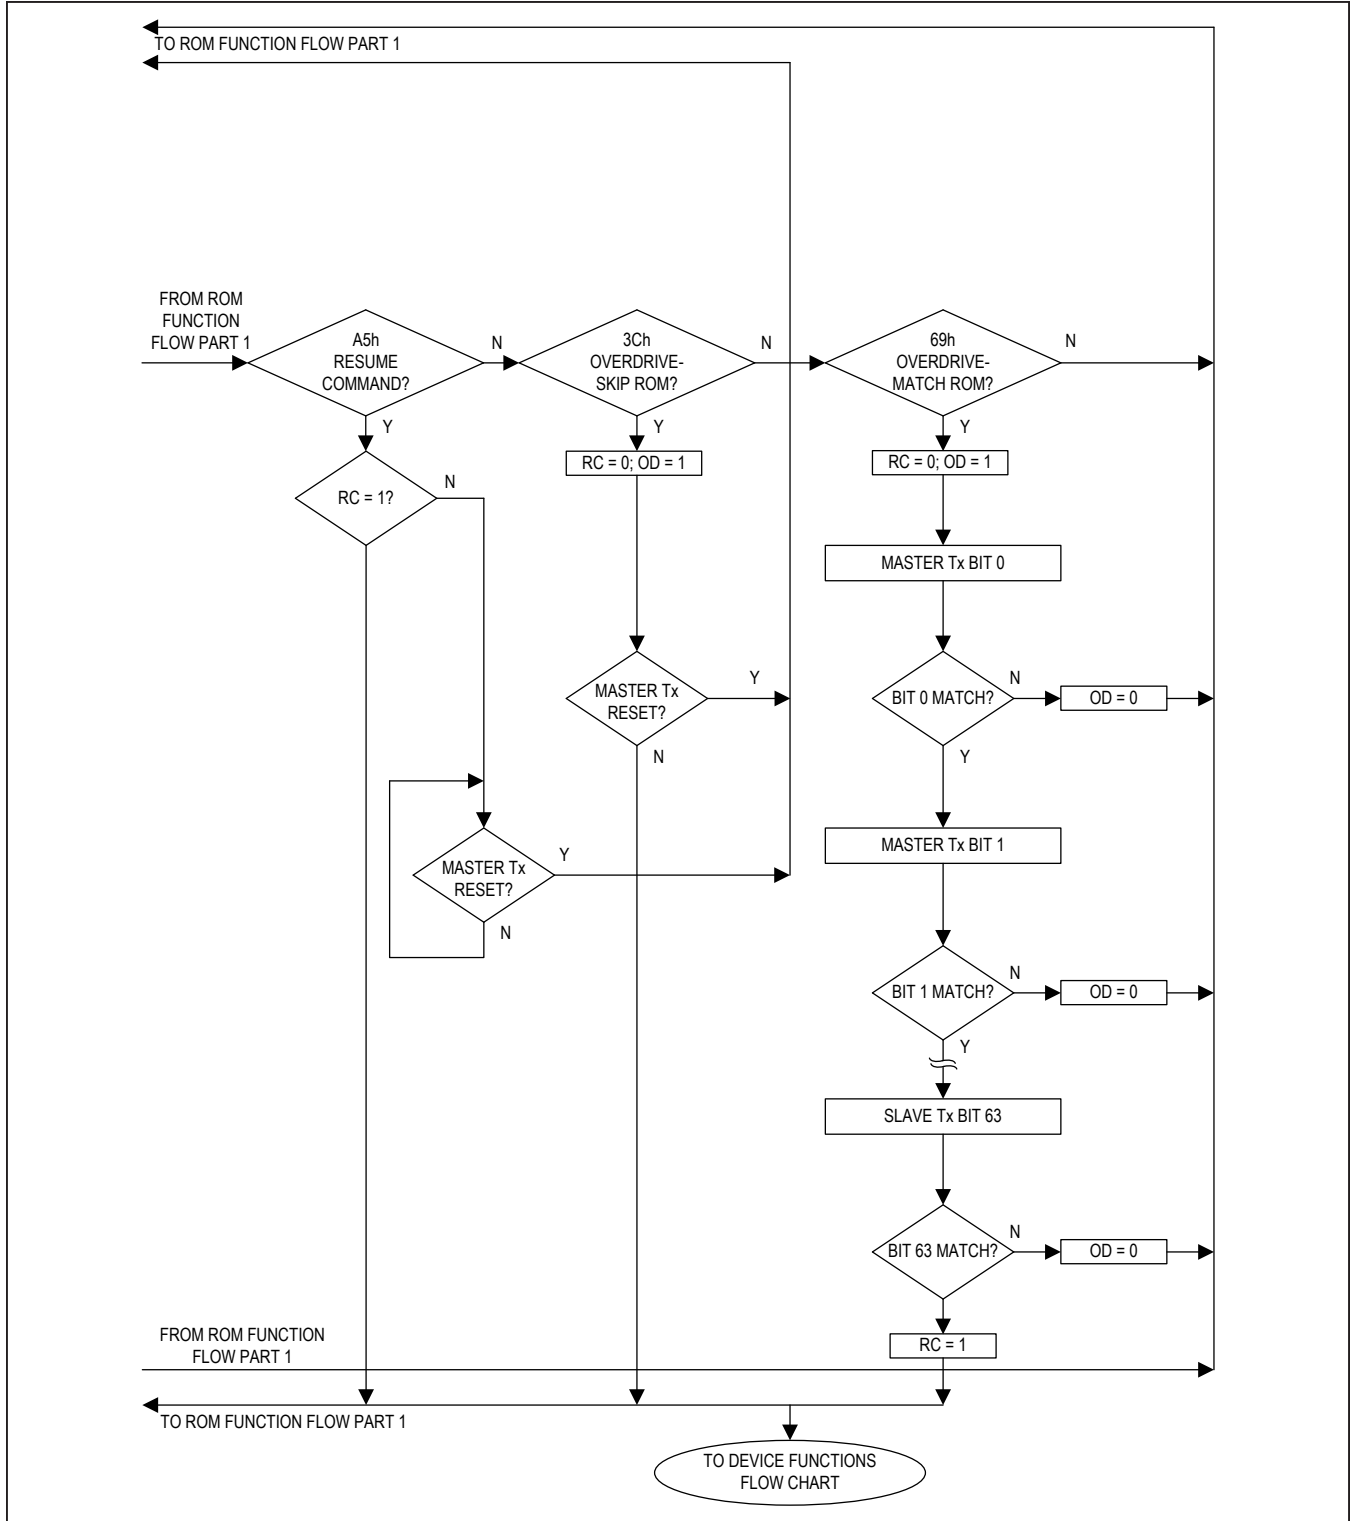 TO ROM FUNCTION FLOW PART 1
FROM ROM
FUNCTION
FLOW PART 1
A5h
RESUME
COMMAND?
N
3Ch
OVERDRIVE-
SKIP ROM?
N
69h
OVERDRIVE-
MATCH ROM?
N
Y
Y
Y
RC = 1?
N
RC = 0; OD = 1
RC = 0; OD = 1
MASTER Tx BIT 0
MASTER Tx
RESET?
Y
N
BIT 0 MATCH?
N
OD = 0
Y
MASTER Tx BIT 1
MASTER Tx
RESET?
Y
N
BIT 1 MATCH?
N
OD = 0
Y
SLAVE Tx BIT 63
BIT 63 MATCH?
N
OD = 0
RC = 1
FROM ROM FUNCTION
FLOW PART 1
TO ROM FUNCTION FLOW PART 1
TO DEVICE FUNCTIONS
FLOW CHART